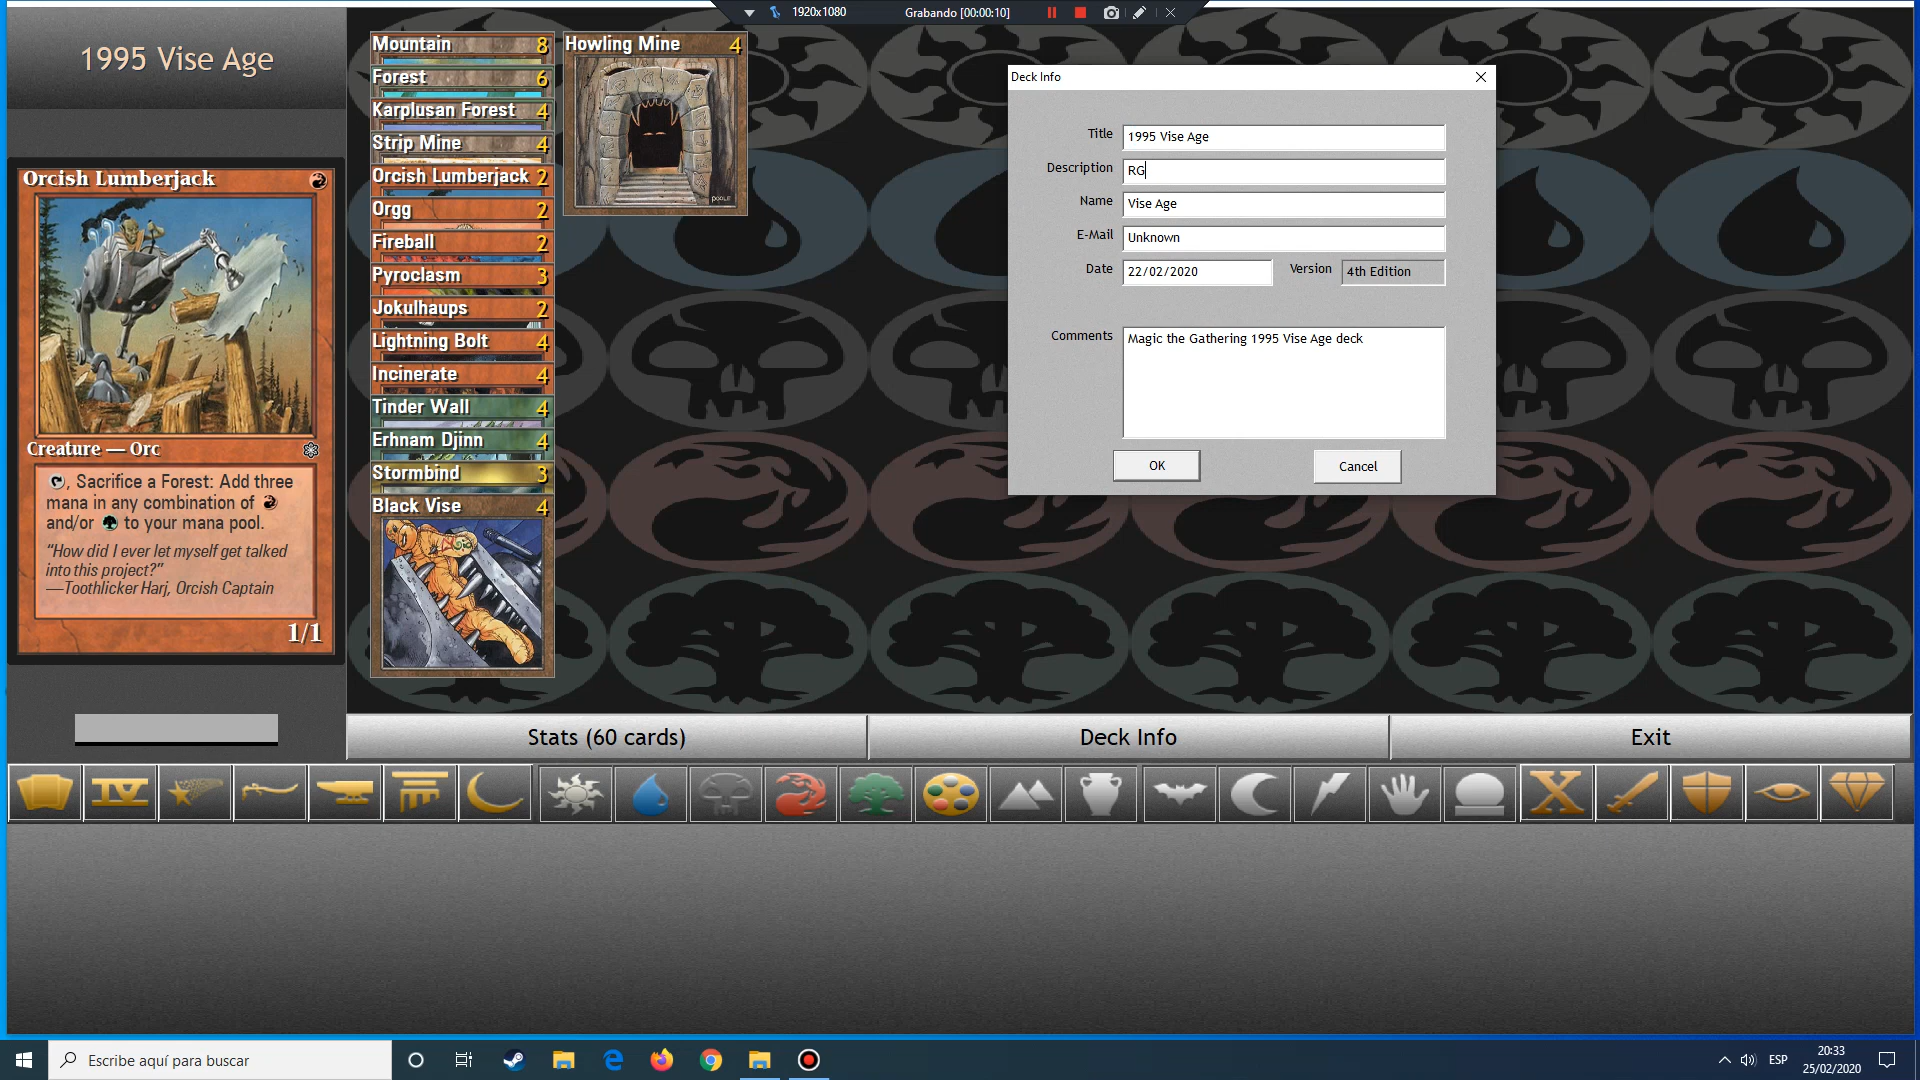 1920x1080
Grabando [00:00:10]
1995 Vise Age
Orcish Lumberjack
Creature — Orc
, Sacrifice a Forest: Add three
mana in any combination of
and/or to your mana pool.
“How did I ever let myself get talked
into this project?”
—Toothlicker Harj, Orcish Captain
1/1
Mountain 8
Forest 6
Karplusan Forest 4
Strip Mine 4
Orcish Lumberjack 2
Orgg 2
Fireball 2
Pyroclasm 3
Jokulhaups 2
Lightning Bolt 4
Incinerate 4
Tinder Wall 4
Erhnam Djinn 4
Stormbind 3
Black Vise 4
Howling Mine 4
POOLE
Deck Info
Title 1995 Vise Age
Description RG
Name Vise Age
E-Mail Unknown
Date 22/02/2020 Version 4th Edition
Comments Magic the Gathering 1995 Vise Age deck
OK Cancel
Stats (60 cards) Deck Info Exit
IV X
Escribe aquí para buscar
ESP
20:33
25/02/2020